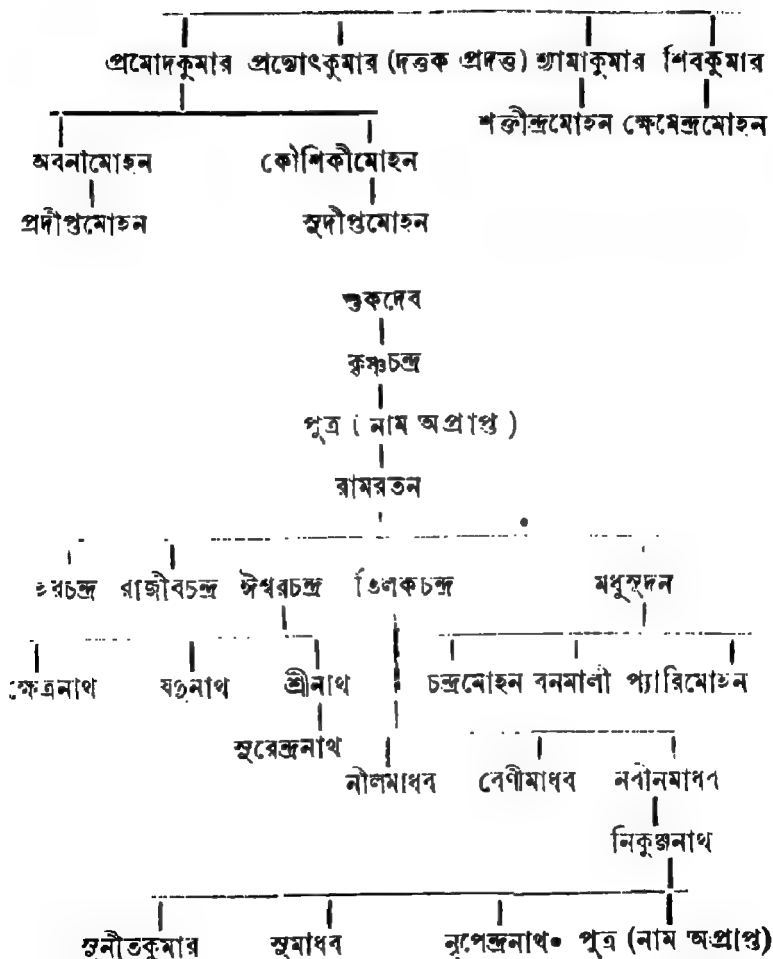 প্রমোদকুমার প্রদ্যোৎকুমার (দত্তক প্রদত্ত) শ্যামাকুমার শিবকুমার
শক্তীন্দ্রমোহন ক্ষেমেন্দ্রমোহন
অবনীমোহন কৌশিকীমোহন
প্রদীপ্তমোহন সুদীপ্তমোহন
শুকদেব
কৃষ্ণচন্দ্র
পুত্র (নাম অপ্রাপ্ত)
রামরতন
রাজীবচন্দ্র ঈশ্বরচন্দ্র তিলকচন্দ্র মধুসূদন
ক্ষেত্রনাথ যদুনাথ শ্রীনাথ চন্দ্রমোহন বনমালী প্যারিমোহন
সুরেন্দ্রনাথ
নীলমাধব বেণীমাধব নবীনমাধব
নিকুঞ্জনাথ
সুনীতকুমার সুমাধব নৃপেন্দ্রনাথ পুত্র (নাম অপ্রাপ্ত)